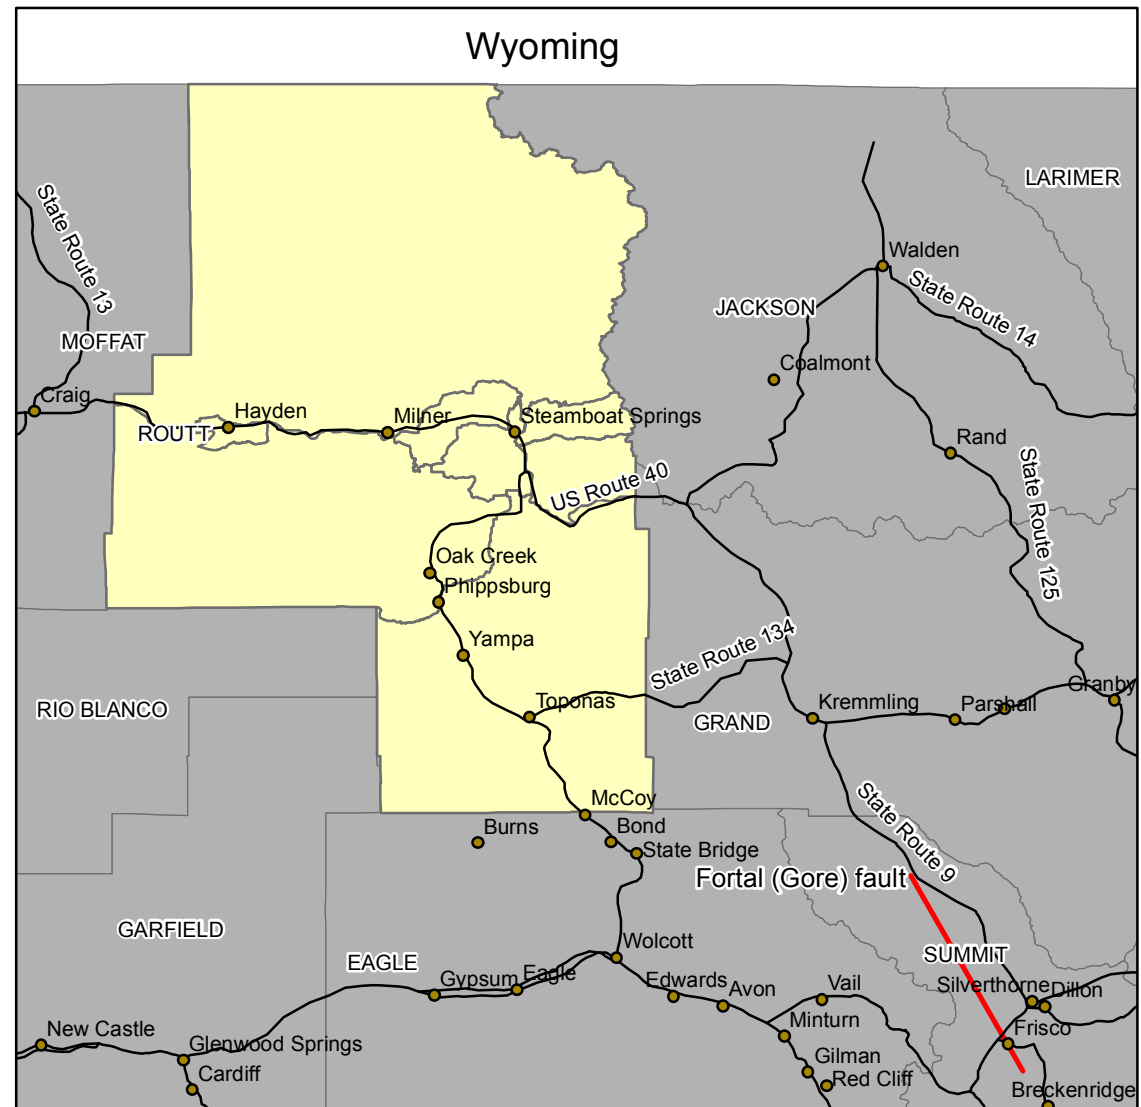 Wyoming
LARIMER
State Route 13
Walden
State Route 14
JACKSON
MOFFAT
Coalmont
Craig
Hayden
Milner
Steamboat Springs
ROUTT
Rand
US Route 40
State Route 125
Oak Creek
Phippsburg
Yampa
State Route 134
Toponas
RIO BLANCO
GRAND
Kremmling
Parshall
Granby
McCoy
Burns
Bond
State Bridge
State Route 9
Fortal (Gore) fault
GARFIELD
Wolcott
EAGLE
SUMMIT
Gypsum
Eagle
Edwards
Avon
Vail
Silverthorne
Dillon
New Castle
Minturn
Frisco
Glenwood Springs
Gilman
Cardiff
Red Cliff
Breckenridge